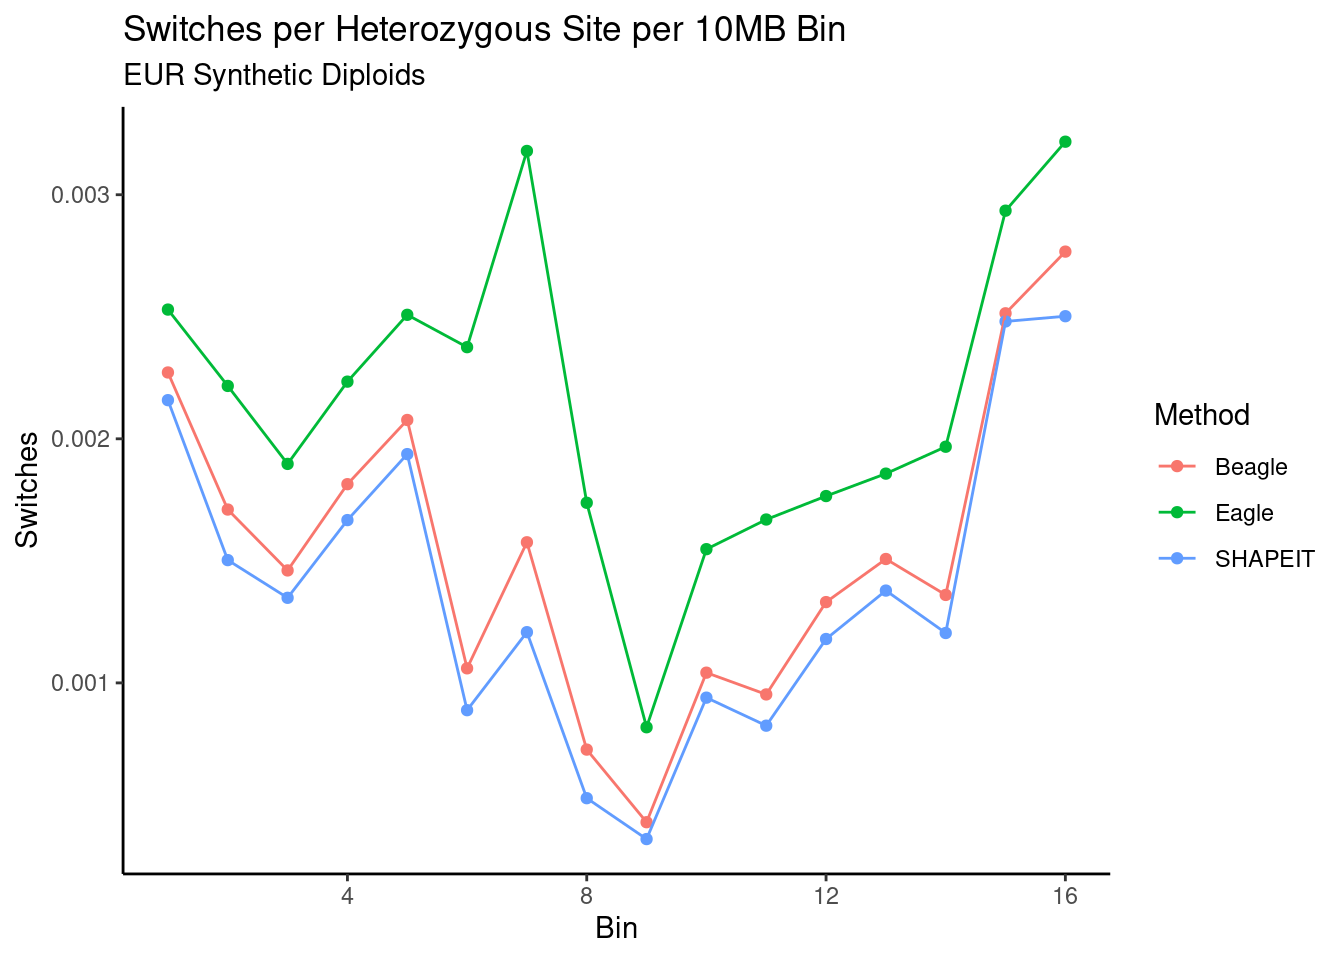 Switches per Heterozygous Site per 10MB Bin
EUR Synthetic Diploids
Switches
0.003
0.002
0.001
4 8 12 16
Bin
Method
Beagle
Eagle
SHAPEIT